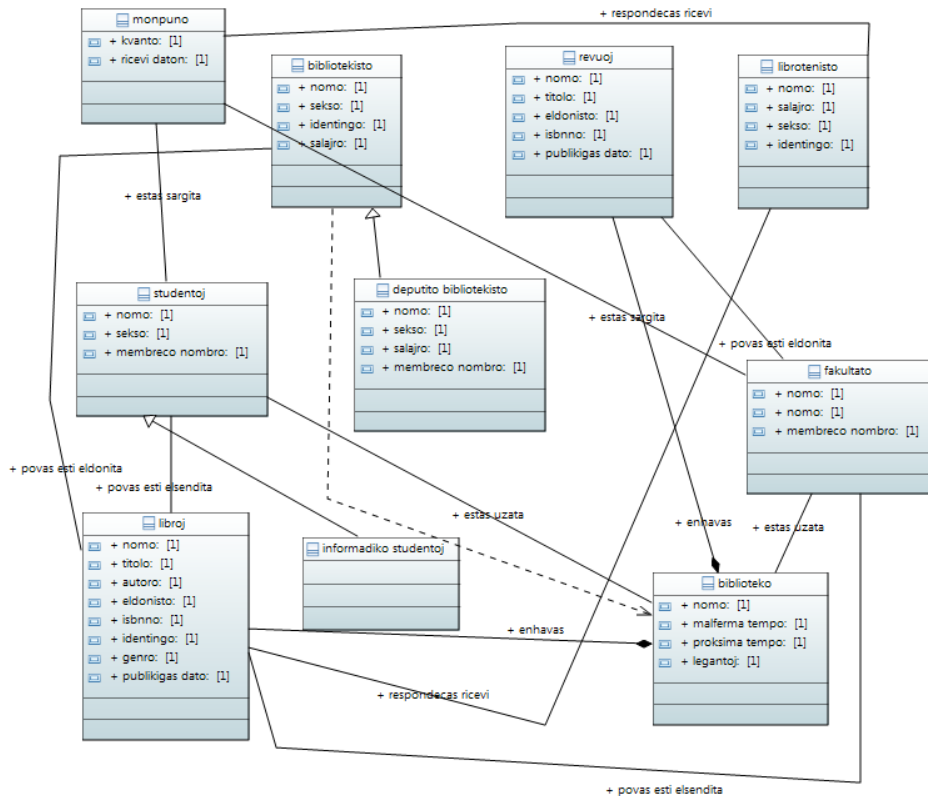 monpuno
+ kvanto: [1]
+ ricevi daton: [1]
+ respondecas ricevi
bibliotekisto
+ nomo: [1]
+ sekso: [1]
+ identingo: [1]
+ salajro: [1]
revuoj
+ nomo: [1]
+ titolo: [1]
+ eldonisto: [1]
+ isbnno: [1]
+ publikigas dato: [1]
librotenisto
+ nomo: [1]
+ salajro: [1]
+ sekso: [1]
+ identingo: [1]
+ estas sargita
studentoj
+ nomo: [1]
+ sekso: [1]
+ membreco nombro: [1]
deputito bibliotekisto
+ nomo: [1]
+ sekso: [1]
+ salajro: [1]
+ membreco nombro: [1]
+ estas sargita
+ povas esti eldonita
fakultato
+ nomo: [1]
+ nomo: [1]
+ membreco nombro: [1]
+ povas esti eldonita
+ povas esti elsendita
+ estas uzata
+ enhavas
+ estas uzata
libroj
+ nomo: [1]
+ titolo: [1]
+ autoro: [1]
+ eldonisto: [1]
+ isbnno: [1]
+ identingo: [1]
+ genro: [1]
+ publikigas dato: [1]
informadiko studentoj
biblioteko
+ nomo: [1]
+ malferma tempo: [1]
+ proksima tempo: [1]
+ legantoj: [1]
+ enhavas
+ respondecas ricevi
+ povas esti elsendita